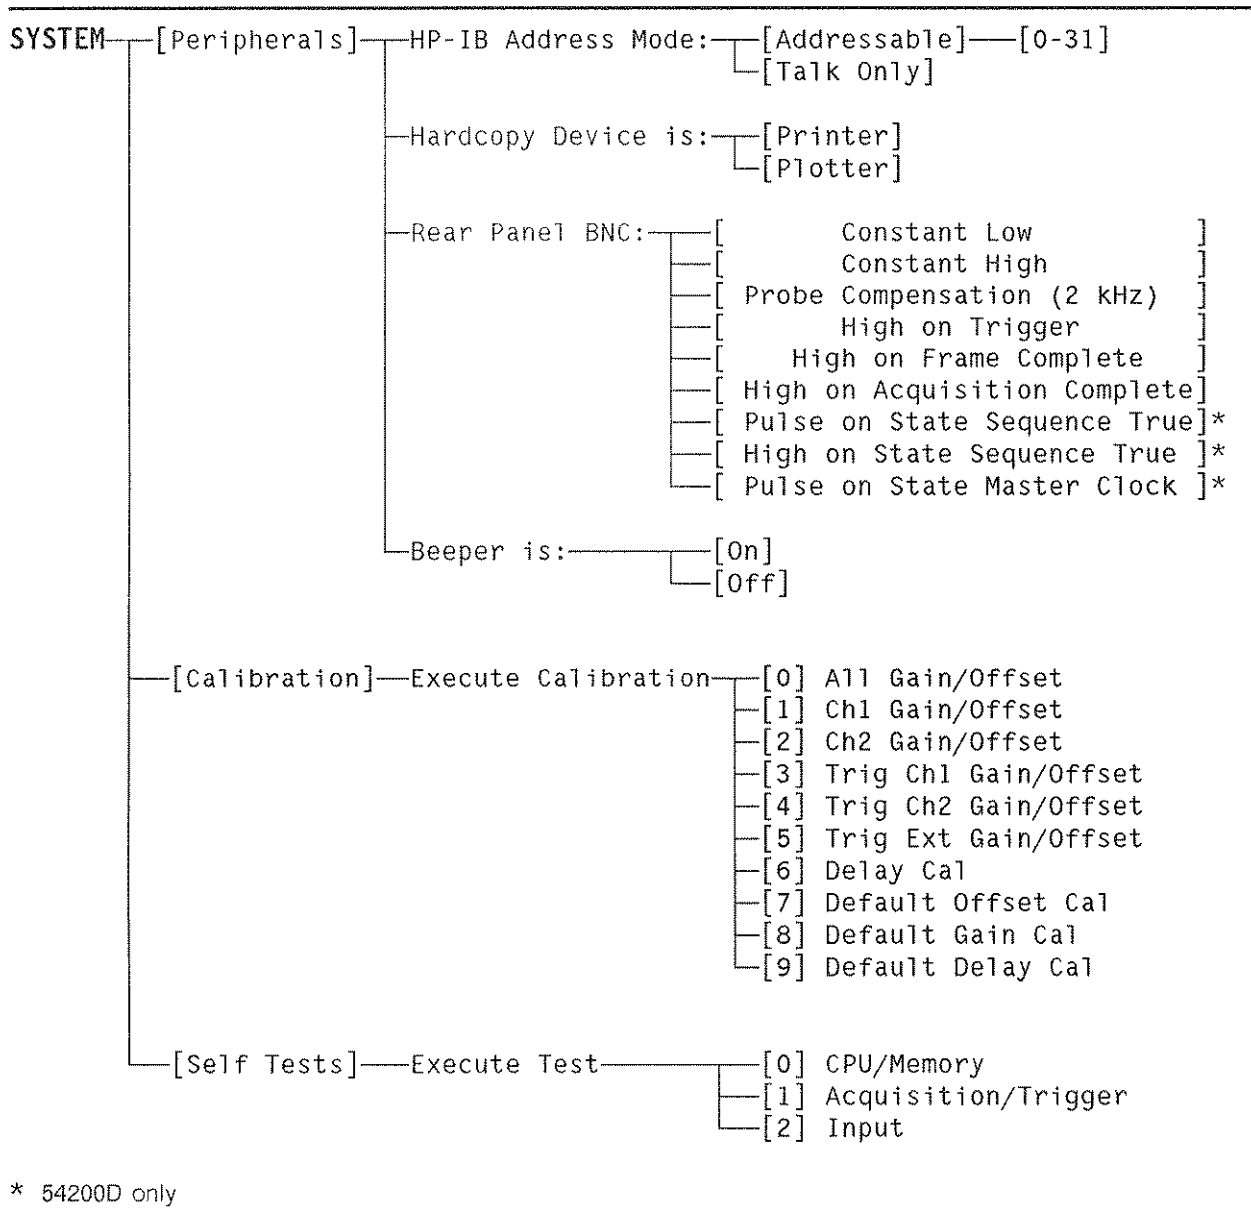 SYSTEM [Peripherals] HP-IB Address Mode: [Addressable] [0-31]
[Talk Only]
Hardcopy Device is: [Printer]
[Plotter]
Rear Panel BNC: [ Constant Low ]
[ Constant High ]
[ Probe Compensation (2 kHz) ]
[ High on Trigger ]
[ High on Frame Complete ]
[ High on Acquisition Complete]
[ Pulse on State Sequence True]*
[ High on State Sequence True ]*
[ Pulse on State Master Clock ]*
Beeper is: [On]
[Off]
[Calibration] Execute Calibration [0] All Gain/Offset
[1] Ch1 Gain/Offset
[2] Ch2 Gain/Offset
[3] Trig Ch1 Gain/Offset
[4] Trig Ch2 Gain/Offset
[5] Trig Ext Gain/Offset
[6] Delay Cal
[7] Default Offset Cal
[8] Default Gain Cal
[9] Default Delay Cal
[Self Tests] Execute Test [0] CPU/Memory
[1] Acquisition/Trigger
[2] Input
* 54200D only